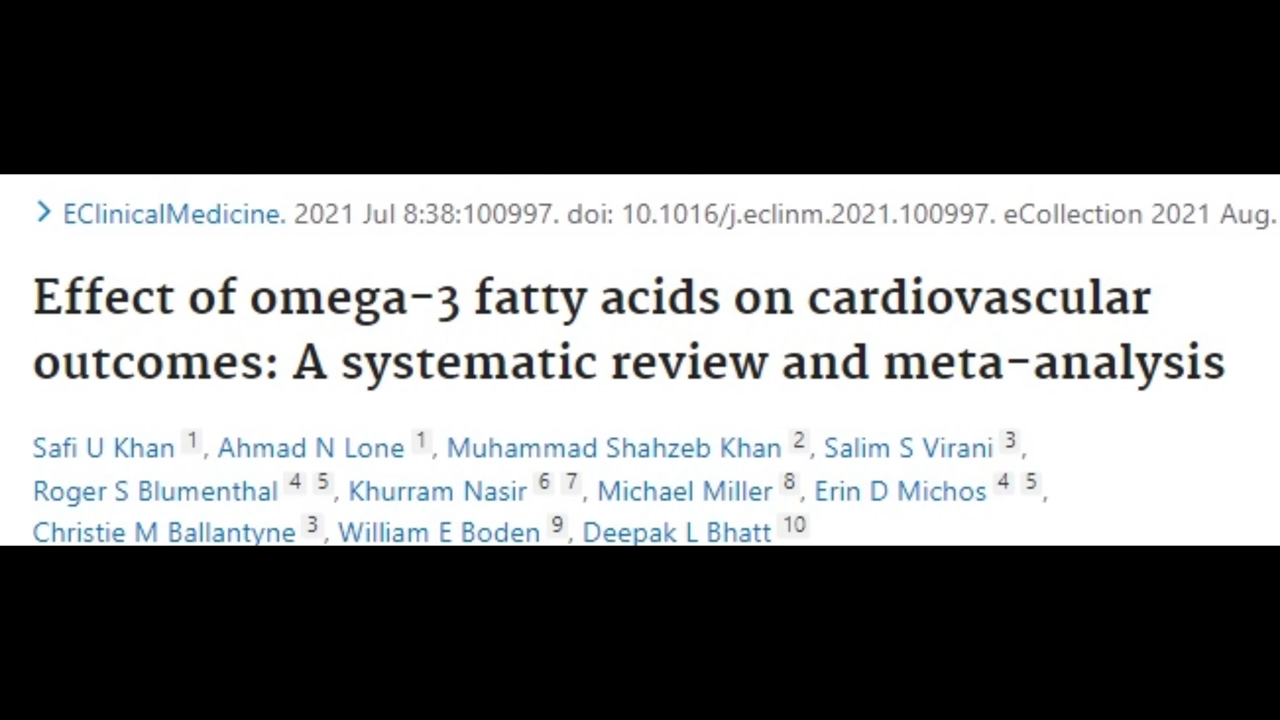 > EClinicalMedicine. 2021 Jul 8:38:100997. doi: 10.1016/j.eclinm.2021.100997. eCollection 2021 Aug.
Effect of omega-3 fatty acids on cardiovascular
outcomes: A systematic review and meta-analysis
Safi U Khan 1, Ahmad N Lone 1, Muhammad Shahzeb Khan 2, Salim S Virani 3,
Roger S Blumenthal 4 5, Khurram Nasir 6 7, Michael Miller 8, Erin D Michos 4 5,
Christie M Ballantyne 3, William E Boden 9, Deepak L Bhatt 10